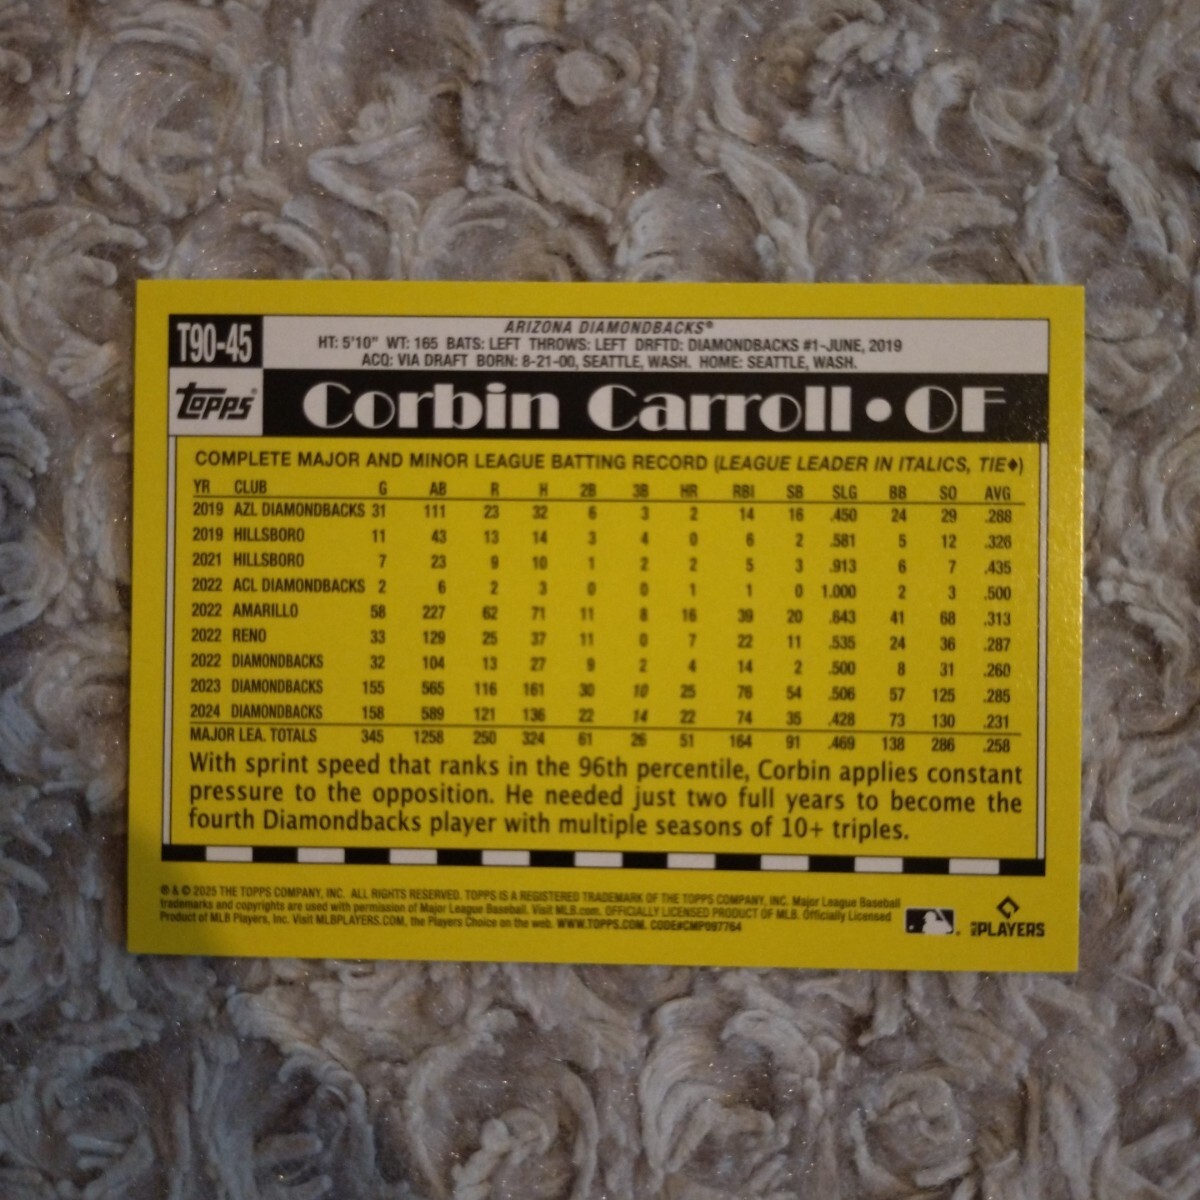 T90-45
ARIZONA DIAMONDBACKS®
HT: 5'10" WT: 165 BATS: LEFT THROWS: LEFT DRFTD: DIAMONDBACKS #1-JUNE, 2019
ACQ: VIA DRAFT BORN: 8-21-00, SEATTLE, WASH. HOME: SEATTLE, WASH.
Topps®
Corbin Carroll • OF
COMPLETE MAJOR AND MINOR LEAGUE BATTING RECORD (LEAGUE LEADER IN ITALICS, TIE♦)
YR CLUB G AB R H 2B 3B HR RBI SB SLG BB SO AVG
2019 AZL DIAMONDBACKS 31 111 23 32 6 3 2 14 16 .450 24 29 .288
2019 HILLSBORO 11 43 13 14 3 4 0 6 2 .581 5 12 .326
2021 HILLSBORO 7 23 9 10 1 2 2 5 3 .913 6 7 .435
2022 ACL DIAMONDBACKS 2 6 2 3 0 0 1 1 0 1.000 2 3 .500
2022 AMARILLO 58 227 62 71 11 8 16 39 20 .643 41 68 .313
2022 RENO 33 129 25 37 11 0 7 22 11 .535 24 36 .287
2022 DIAMONDBACKS 32 104 13 27 9 2 4 14 2 .500 8 31 .260
2023 DIAMONDBACKS 155 565 116 161 30 10 25 76 54 .506 57 125 .285
2024 DIAMONDBACKS 158 589 121 136 22 14 22 74 35 .428 73 130 .231
MAJOR LEA. TOTALS 345 1258 250 324 61 26 51 164 91 .469 138 286 .258
With sprint speed that ranks in the 96th percentile, Corbin applies constant
pressure to the opposition. He needed just two full years to become the
fourth Diamondbacks player with multiple seasons of 10+ triples.
® & © 2025 THE TOPPS COMPANY, INC. ALL RIGHTS RESERVED. TOPPS IS A REGISTERED TRADEMARK OF THE TOPPS COMPANY, INC. Major League Baseball
trademarks and copyrights are used with permission of Major League Baseball. Visit MLB.com. OFFICIALLY LICENSED PRODUCT OF MLB. Officially Licensed
Product of MLB Players, Inc. Visit MLBPLAYERS.COM, the Players Choice on the web. WWW.TOPPS.COM. CODE#CMP097764
MLB PLAYERS